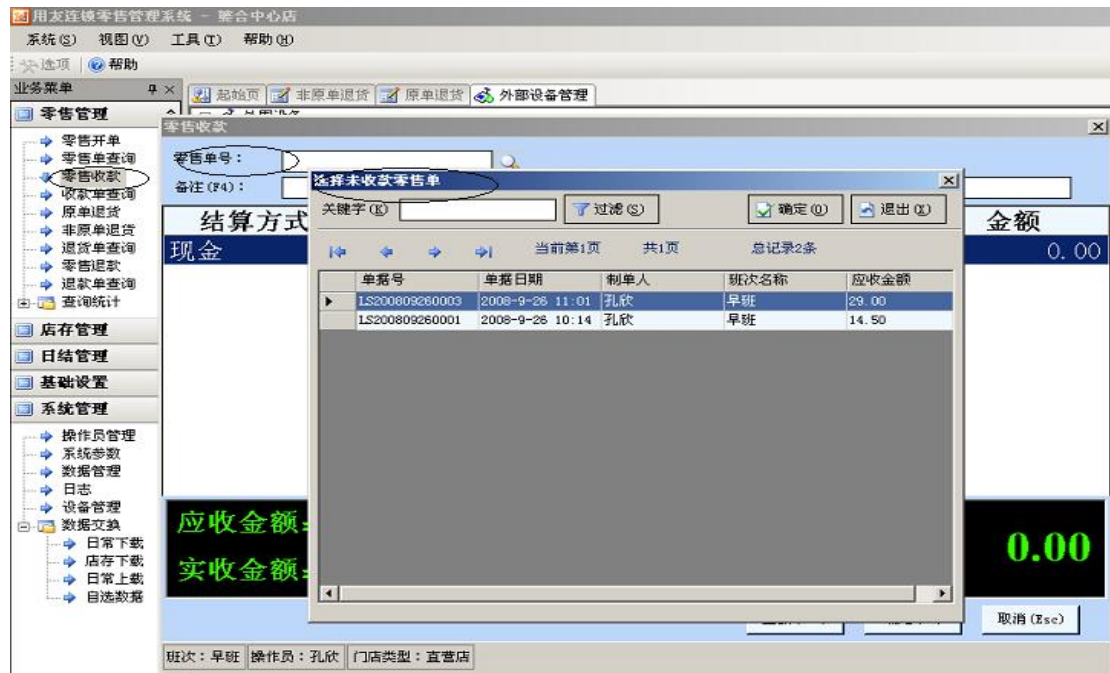 用友连锁零售管理系统 - 蓥合中心店
系统(S) 视图(V) 工具(T) 帮助(H)
选项 帮助
业务菜单
起始页 非原单退货 原单退货 外部设备管理
零售管理
零售开单
零售单查询
零售收款
收款单查询
原单退货
非原单退货
退货单查询
零售退款
退款单查询
查询统计
店存管理
日结管理
基础设置
系统管理
操作员管理
系统参数
数据管理
日志
设备管理
数据交换
日常下载
店存下载
日常上载
自选数据
零售收款
零售单号：
备注(F4)：
结算方式
金额
现金
0.00
选择未收款零售单
关键字(K)
过滤(S)
确定(O)
退出(X)
当前第1页 共1页 总记录2条
单据号 单据日期 制单人 班次名称 应收金额
LS200809260003 2008-9-26 11:01 孔欣 早班 29.00
LS200809260001 2008-9-26 10:14 孔欣 早班 14.50
应收金额:
实收金额:
0.00
取消(Esc)
班次：早班 操作员：孔欣 门店类型：直营店